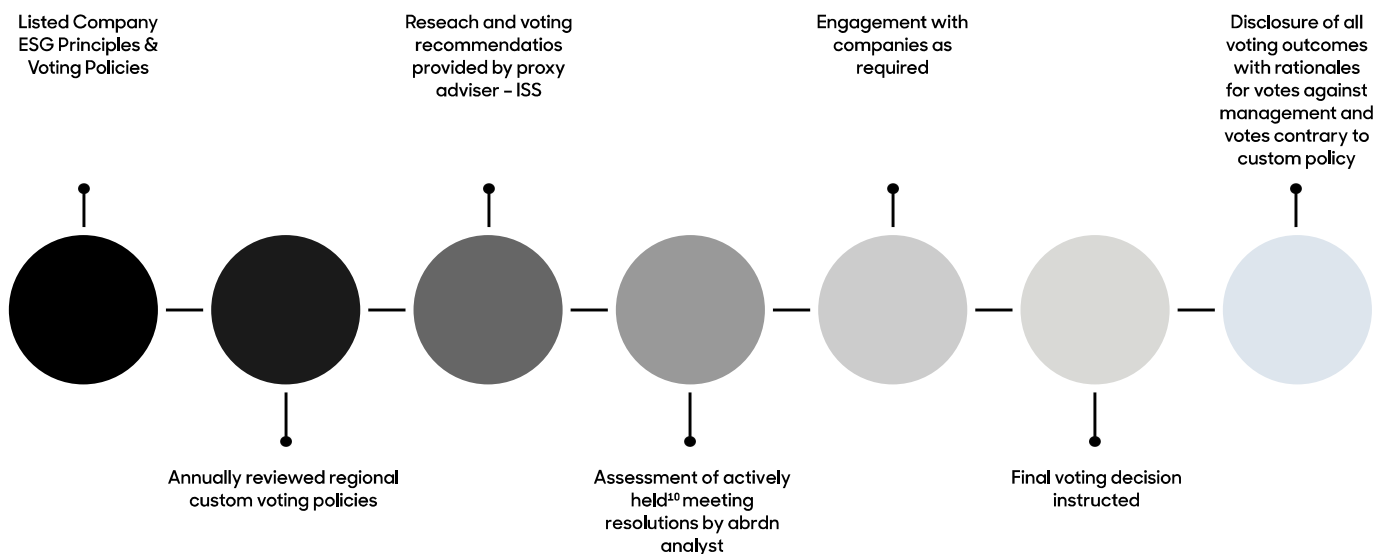 Listed Company
ESG Principles &
Voting Policies
Annually reviewed regional
custom voting policies
Reseach and voting
recommendatios
provided by proxy
adviser – ISS
Assessment of actively
held¹⁰ meeting
resolutions by abrdn
analyst
Engagement with
companies as
required
Final voting decision
instructed
Disclosure of all
voting outcomes
with rationales
for votes against
management and
votes contrary to
custom policy